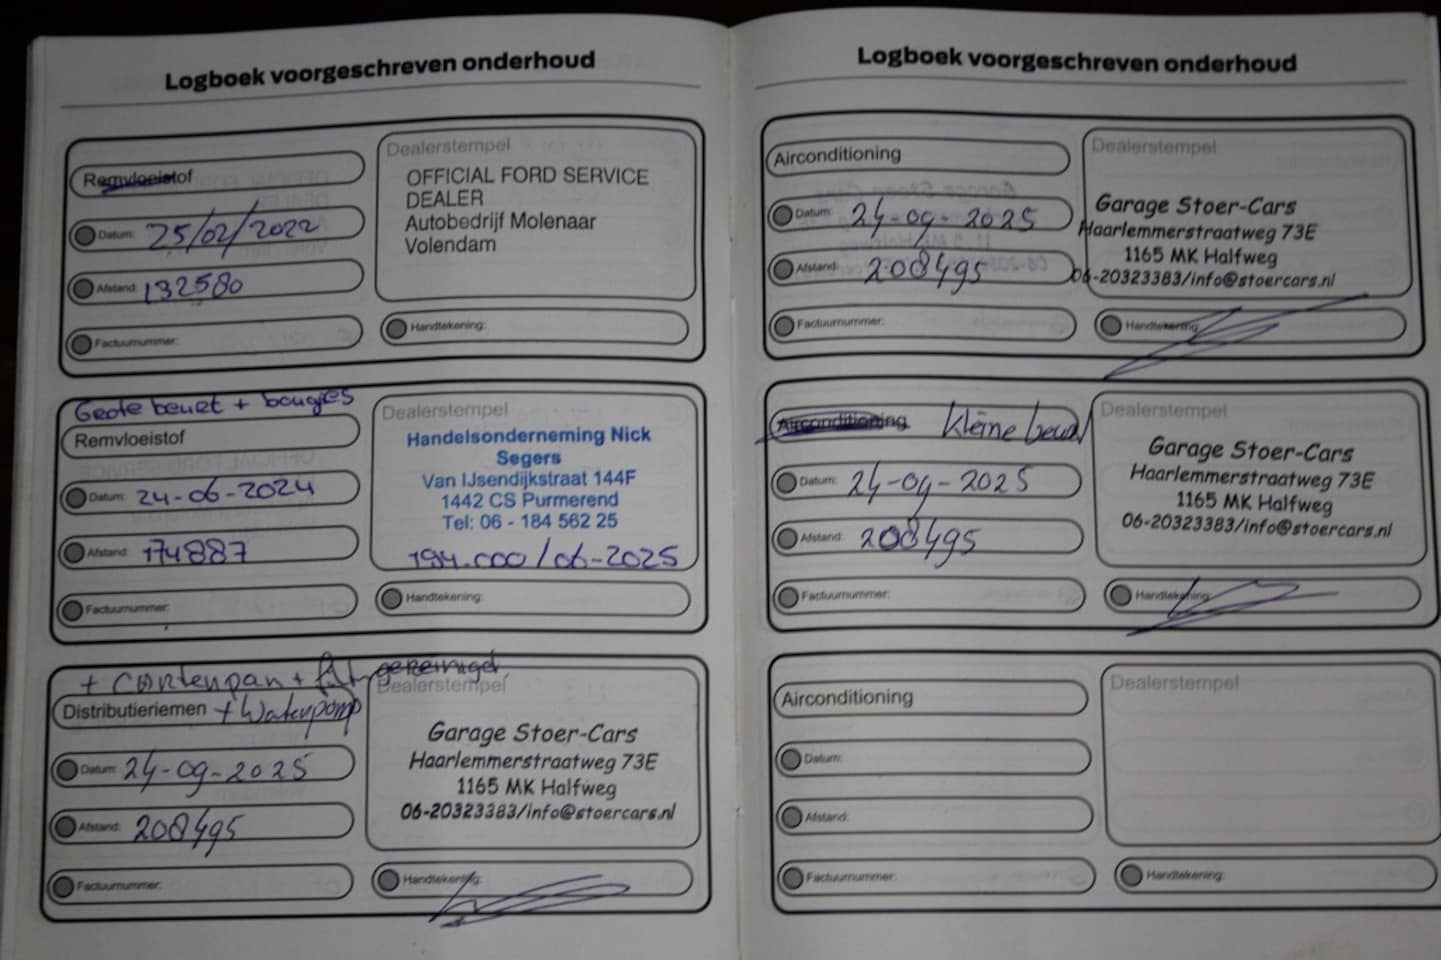 Logboek voorgeschreven onderhoud
Remvloeistof
Datum: 25/02/2022
Afstand: 132580
Factuurnummer:
Dealerstempel
OFFICIAL FORD SERVICE
DEALER
Autobedrijf Molenaar
Volendam
Handtekening:
Grote beurt + bougies
Remvloeistof
Datum: 24-06-2024
Afstand: 174887
Factuurnummer:
Dealerstempel
Handelsonderneming Nick
Segers
Van IJsendijkstraat 144F
1442 CS Purmerend
Tel: 06 - 184 562 25
194.000/06-2025
Handtekening:
+ carterpan + gereinigd
Distributieriemen + Waterpomp
Datum: 24-09-2025
Afstand: 208495
Factuurnummer:
Dealerstempel
Garage Stoer-Cars
Haarlemmerstraatweg 73E
1165 MK Halfweg
06-20323383/info@stoercars.nl
Handtekening:
Logboek voorgeschreven onderhoud
Airconditioning
Datum: 24-09-2025
Afstand: 208495
Factuurnummer:
Dealerstempel
Garage Stoer-Cars
Haarlemmerstraatweg 73E
1165 MK Halfweg
06-20323383/info@stoercars.nl
Handtekening:
Airconditioning kleine beurt
Datum: 24-09-2025
Afstand: 208495
Factuurnummer:
Dealerstempel
Garage Stoer-Cars
Haarlemmerstraatweg 73E
1165 MK Halfweg
06-20323383/info@stoercars.nl
Handtekening:
Airconditioning
Datum:
Afstand:
Factuurnummer:
Dealerstempel
Handtekening: